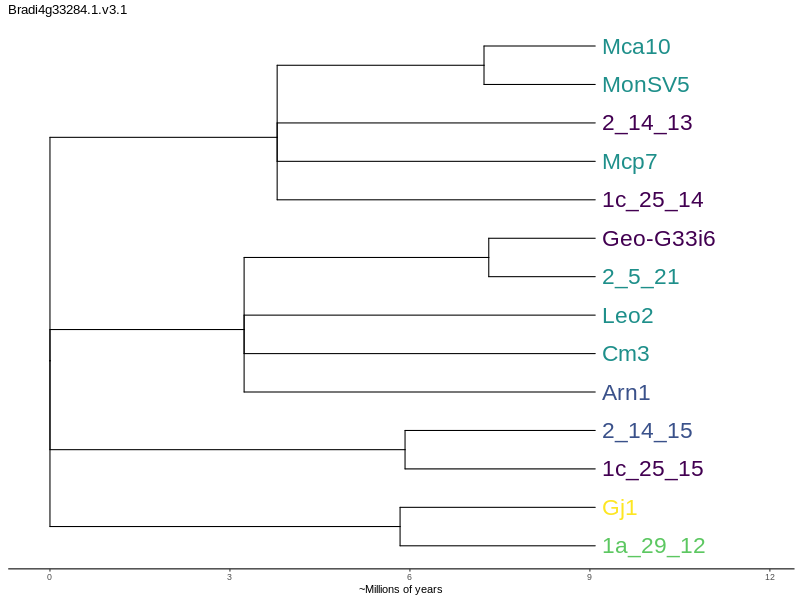 Bradi4g33284.1.v3.1
Mca10
MonSV5
2_14_13
Mcp7
1c_25_14
Geo-G33i6
2_5_21
Leo2
Cm3
Arn1
2_14_15
1c_25_15
Gj1
1a_29_12
0 3 6 9 12
~Millions of years